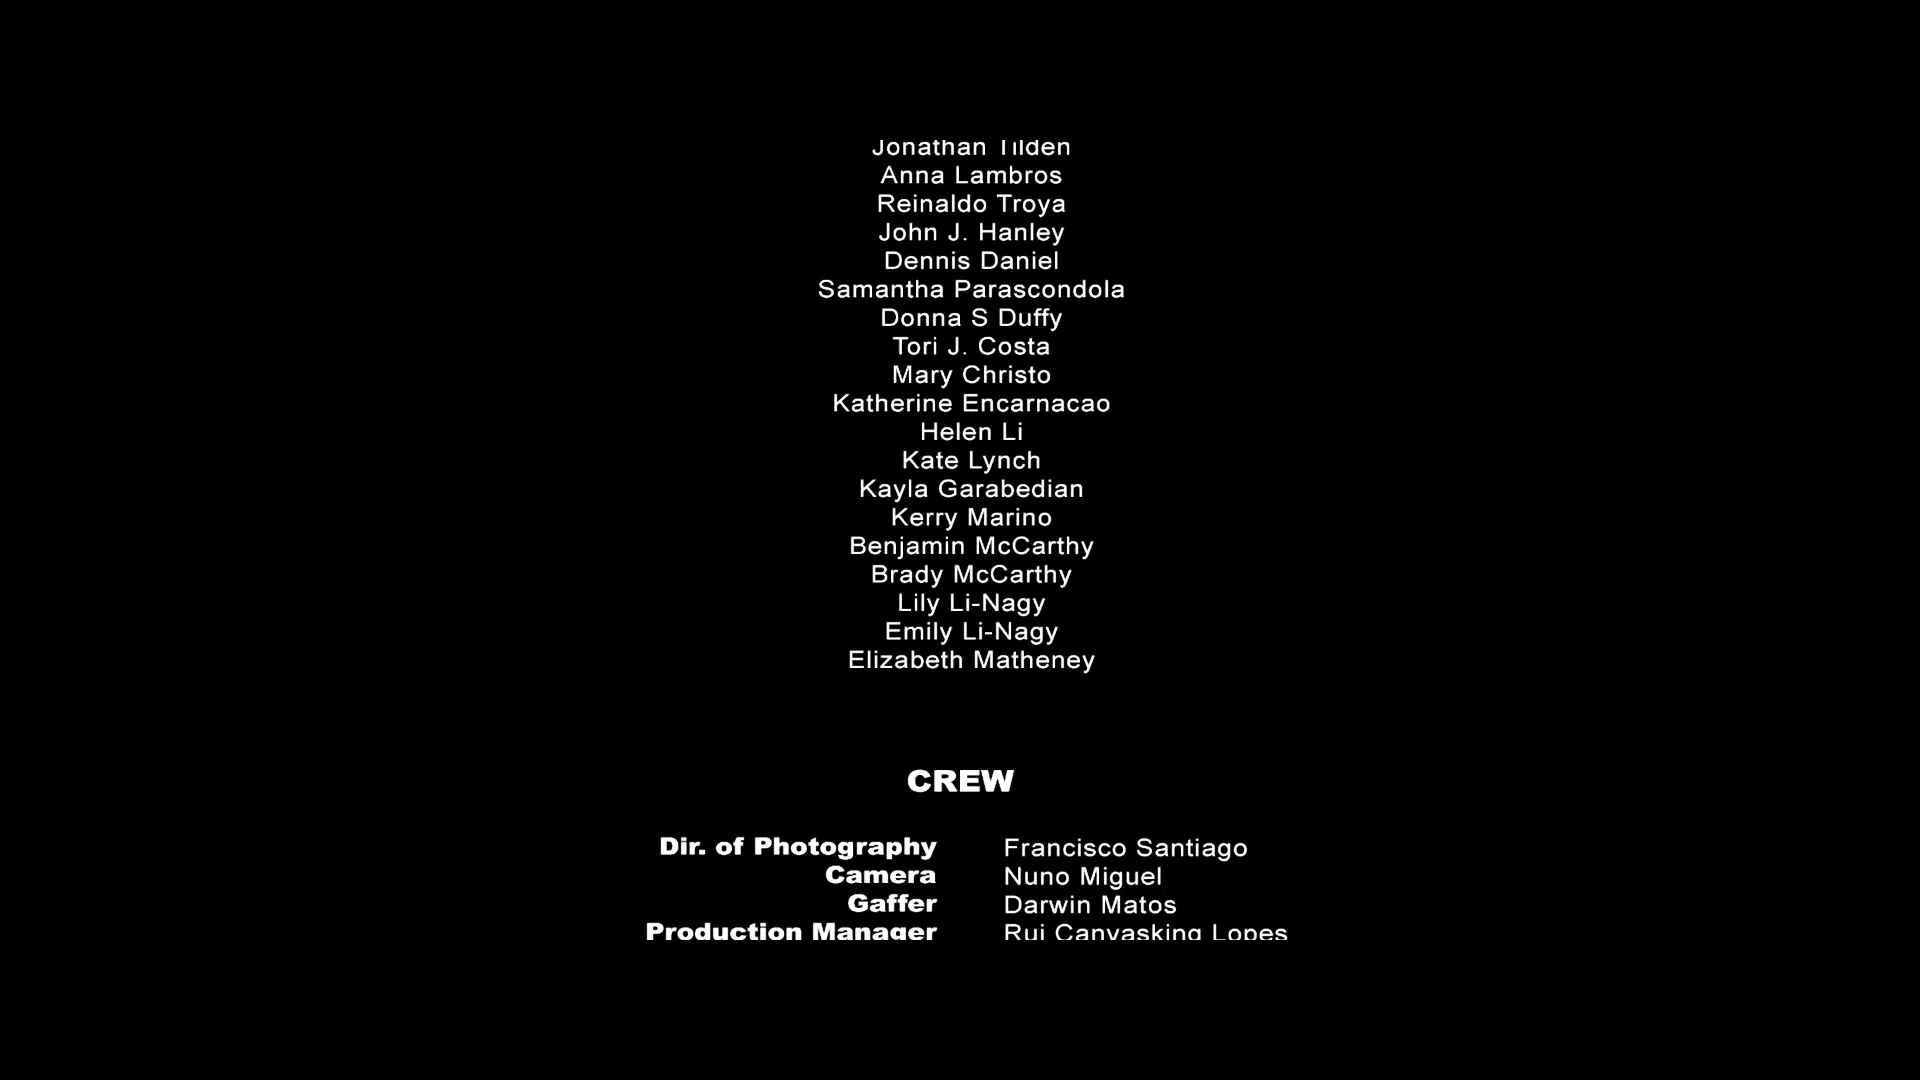 Jonathan Tilden
Anna Lambros
Reinaldo Troya
John J. Hanley
Dennis Daniel
Samantha Parascondola
Donna S Duffy
Tori J. Costa
Mary Christo
Katherine Encarnacao
Helen Li
Kate Lynch
Kayla Garabedian
Kerry Marino
Benjamin McCarthy
Brady McCarthy
Lily Li-Nagy
Emily Li-Nagy
Elizabeth Matheney
CREW
Dir. of Photography Francisco Santiago
Camera Nuno Miguel
Gaffer Darwin Matos
Production Manager Rui Canvasking Lopes